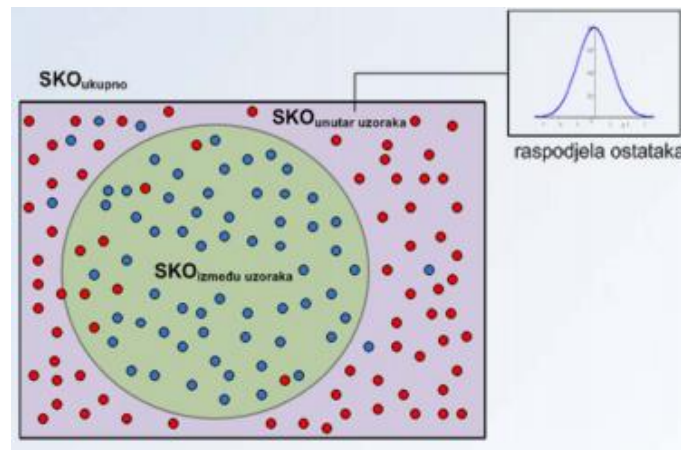 SKOukupno
SKOunutar uzoraka
raspodjela ostataka
SKOizmeđu uzoraka